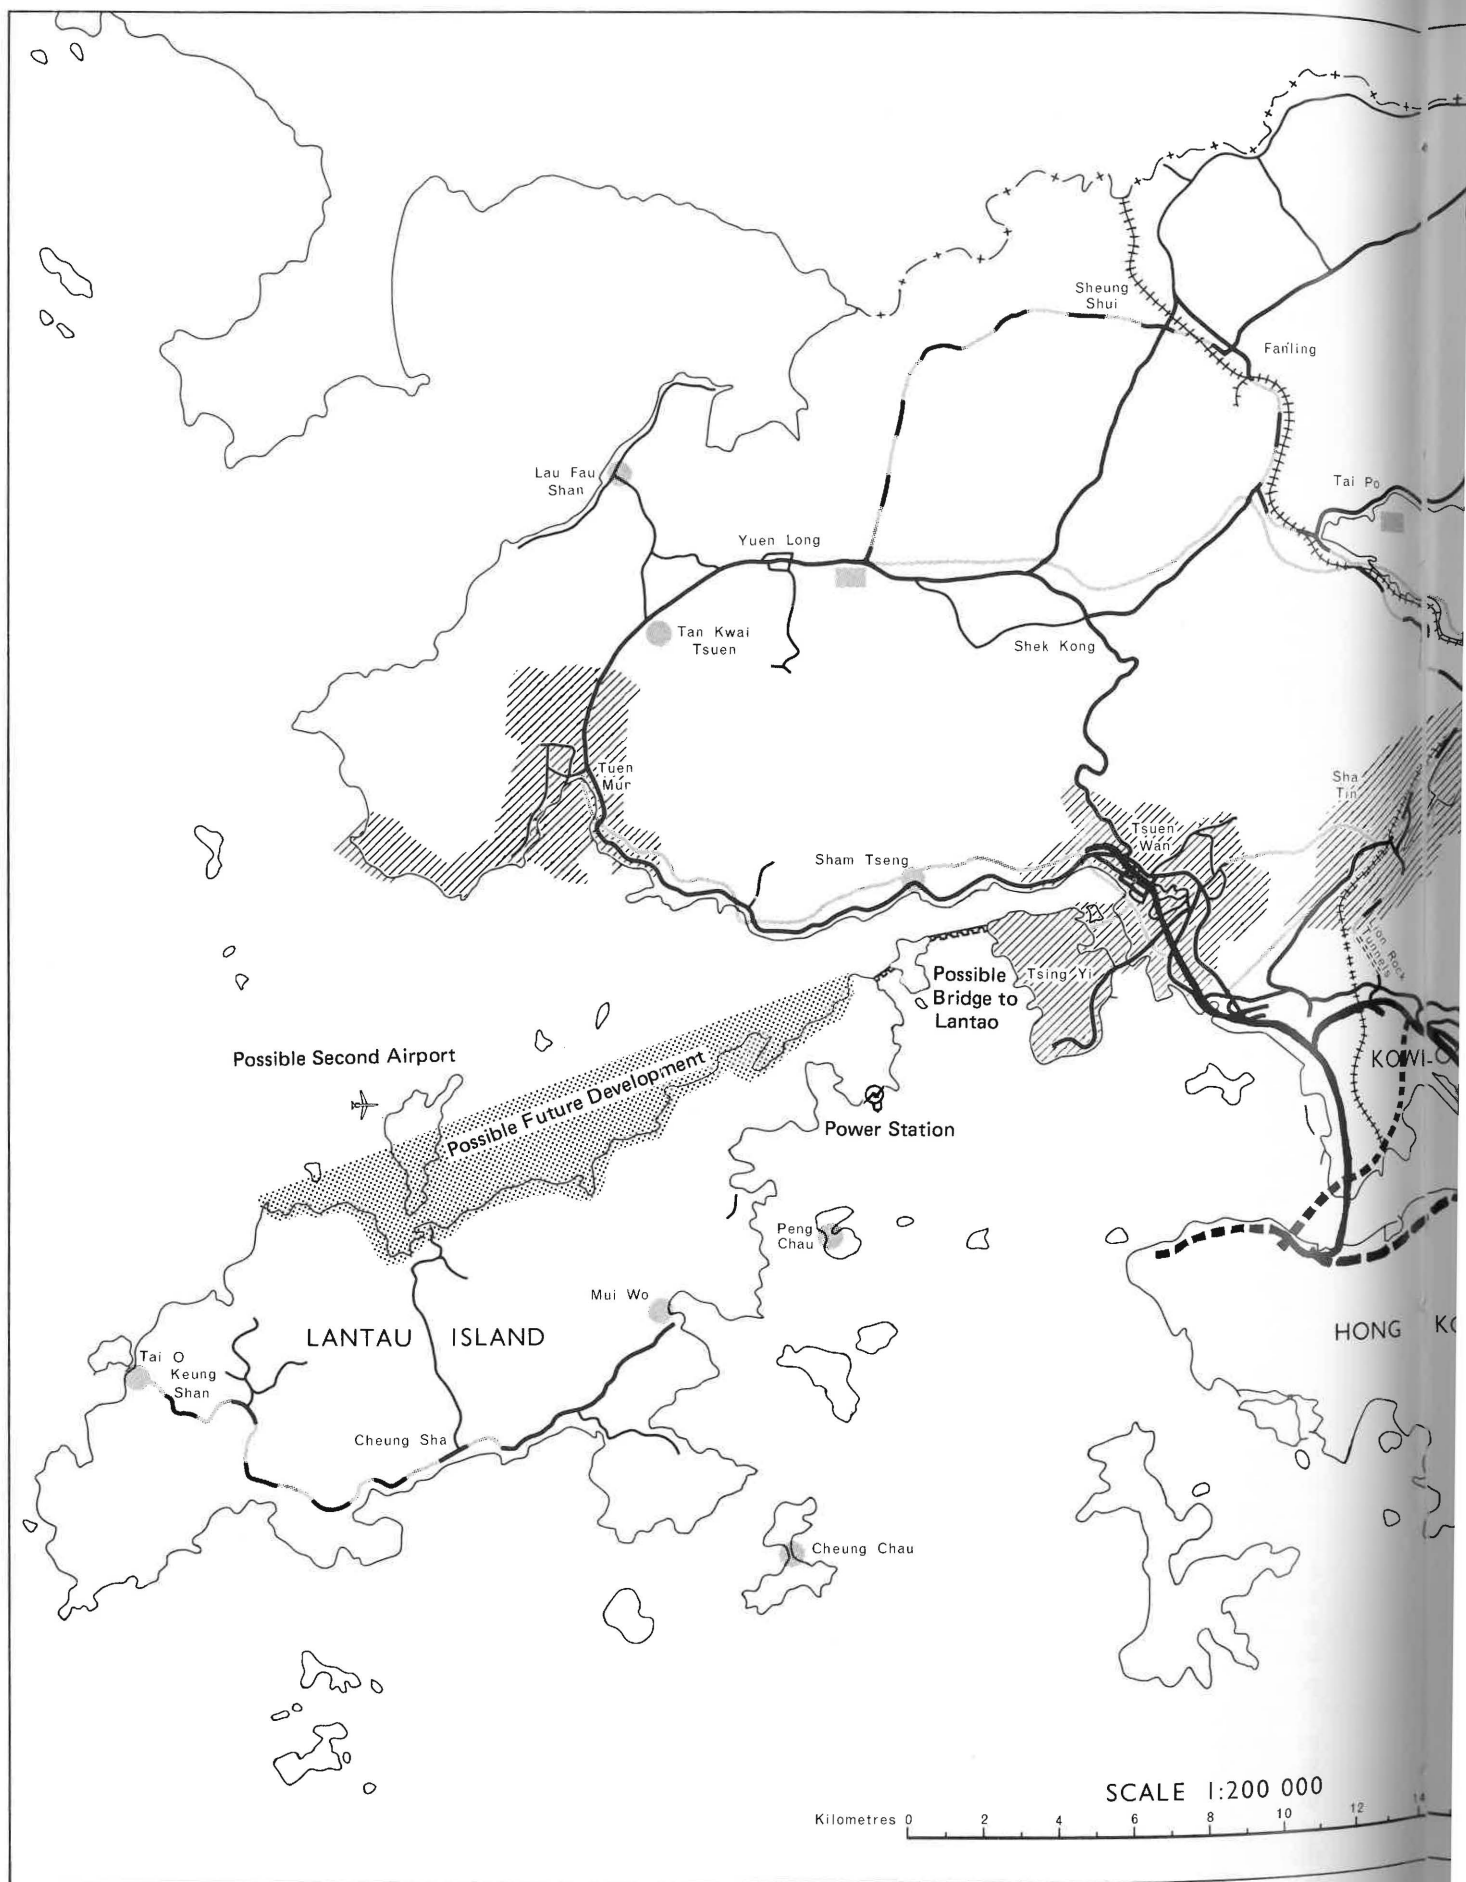 Sheung
Shui
Fanling
Lau Fau
Shan
Tai Po
Yuen Long
Tan Kwai
Tsuen
Shek Kong
Tuen
Mun
Sha
Tin
Tsuen
Wan
Sham Tseng
Lion Rock
Tunnels
Possible
Bridge to
Lantao
Tsing Yi
Possible Second Airport
Possible Future Development
KOWLO
Power Station
Peng
Chau
Mui Wo
LANTAU ISLAND
HONG KO
Tai O
Keung
Shan
Cheung Sha
Cheung Chau
SCALE 1:200 000
Kilometres 0 2 4 6 8 10 12 14